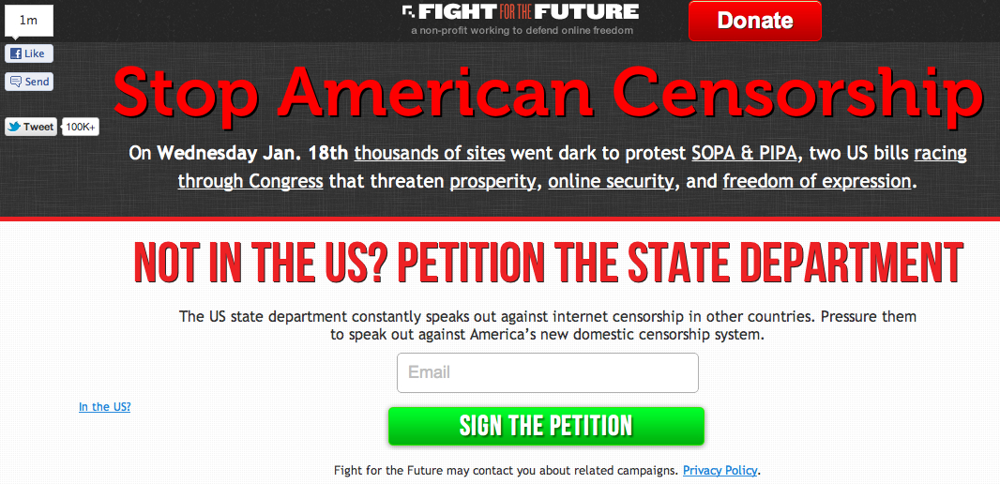 1m
Like
Send
Tweet
100K+
FIGHT FOR THE FUTURE
a non-profit working to defend online freedom
Donate
Stop American Censorship
On Wednesday Jan. 18th thousands of sites went dark to protest SOPA & PIPA, two US bills racing
through Congress that threaten prosperity, online security, and freedom of expression.
NOT IN THE US? PETITION THE STATE DEPARTMENT
The US state department constantly speaks out against internet censorship in other countries. Pressure them
to speak out against America's new domestic censorship system.
Email
In the US?
SIGN THE PETITION
Fight for the Future may contact you about related campaigns. Privacy Policy.